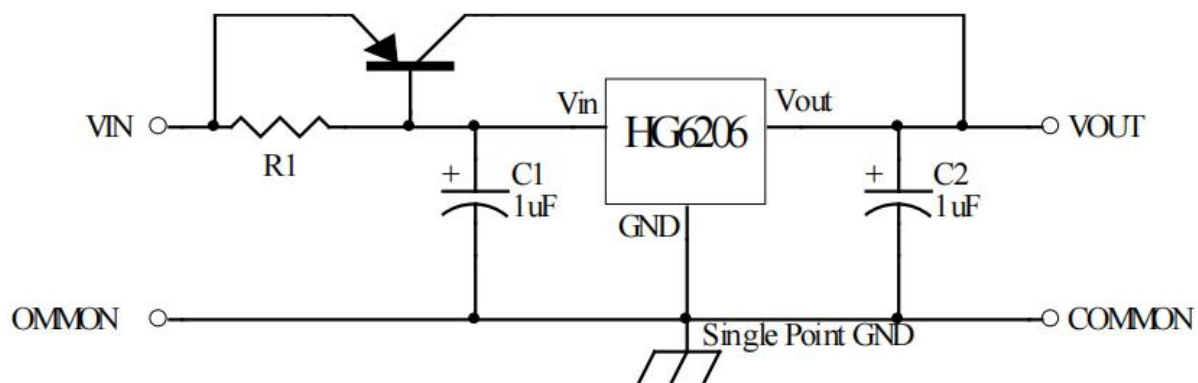 Vin
Vout
VIN
HG6206
VOUT
R1
+
C1
1uF
+
C2
1uF
GND
OMMON
Single Point GND
COMMON